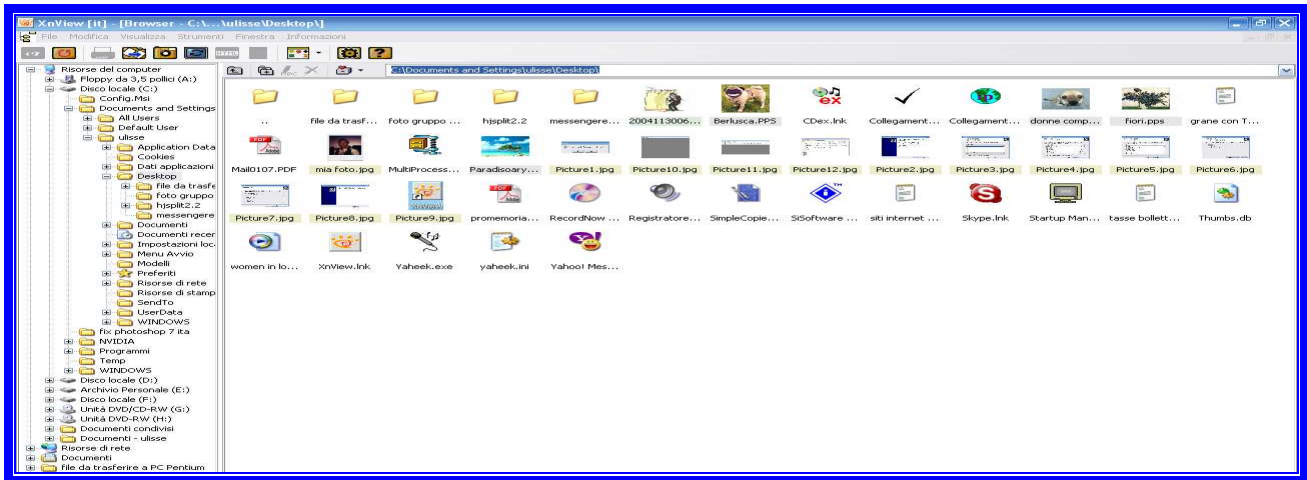 XnView [it] - [Browser - C:\...\ulisse\Desktop\]
File Modifica Visualizza Strumenti Finestra Informazioni
HTML
C:\Documents and Settings\ulisse\Desktop\
Risorse del computer
Floppy da 3,5 pollici (A:)
Disco locale (C:)
Config.Msi
Documents and Settings
All Users
Default User
ulisse
Application Data
Cookies
Dati applicazioni
Desktop
file da trasfe
foto gruppo
hjsplit2.2
messengere
Documenti
Documenti recer
Impostazioni loc
Menu Avvio
Modelli
Preferiti
Risorse di rete
Risorse di stamp
SendTo
UserData
WINDOWS
fix photoshop 7 ita
NVIDIA
Programmi
Temp
WINDOWS
Disco locale (D:)
Archivio Personale (E:)
Disco locale (F:)
Unità DVD/CD-RW (G:)
Unità DVD-RW (H:)
Documenti condivisi
Documenti - ulisse
Risorse di rete
Documenti
file da trasferire a PC Pentium
.. file da trasf... foto gruppo ... hjsplit2.2 messengere... 2004113006... Berlusca.PPS CDex.lnk Collegament... Collegament... donne comp... fiori.pps grane con T...
Mail0107.PDF mia foto.jpg MultiProcess... Paradisoary... Picture1.jpg Picture10.jpg Picture11.jpg Picture12.jpg Picture2.jpg Picture3.jpg Picture4.jpg Picture5.jpg Picture6.jpg
Picture7.jpg Picture8.jpg Picture9.jpg promemoria... RecordNow ... Registratore... SimpleCopie... SiSoftware ... siti internet ... Skype.lnk Startup Man... tasse bollett... Thumbs.db
women in lo... XnView.lnk Yaheek.exe yaheek.ini Yahoo! Mes...